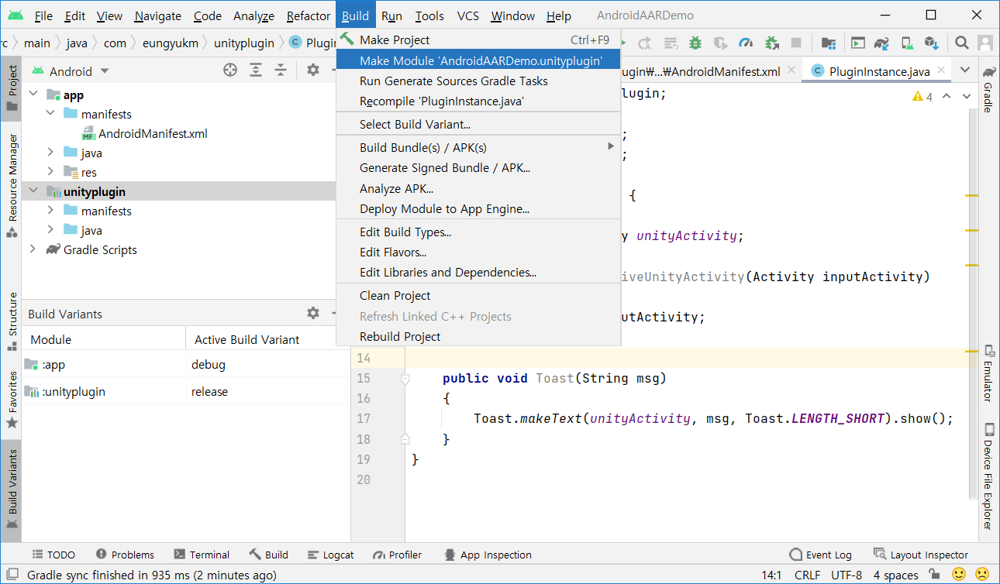 File Edit View Navigate Code Analyze Refactor Build Run Tools VCS Window Help AndroidAARDemo
rc main java com eungyukm unityplugin C Plugin
Make Project Ctrl+F9
Make Module 'AndroidAARDemo.unityplugin'
Run Generate Sources Gradle Tasks
Recompile 'PluginInstance.java'
Select Build Variant...
Build Bundle(s) / APK(s)
Generate Signed Bundle / APK...
Analyze APK...
Deploy Module to App Engine...
Edit Build Types...
Edit Flavors...
Edit Libraries and Dependencies...
Clean Project
Refresh Linked C++ Projects
Rebuild Project
Project
Resource Manager
Structure
Favorites
Build Variants
Android
app
manifests
MF AndroidManifest.xml
java
res
unityplugin
manifests
java
Gradle Scripts
Build Variants
Module Active Build Variant
:app debug
:unityplugin release
ugin₩...₩AndroidManifest.xml C PluginInstance.java
4
lugin;
;
;
{
y unityActivity;
iveUnityActivity(Activity inputActivity)
utActivity;
14
15 public void Toast(String msg)
16 {
17 Toast.makeText(unityActivity, msg, Toast.LENGTH_SHORT).show();
18 }
19 }
20
Gradle
Emulator
Device File Explorer
TODO Problems Terminal Build Logcat Profiler App Inspection Event Log Layout Inspector
Gradle sync finished in 935 ms (2 minutes ago) 14:1 CRLF UTF-8 4 spaces